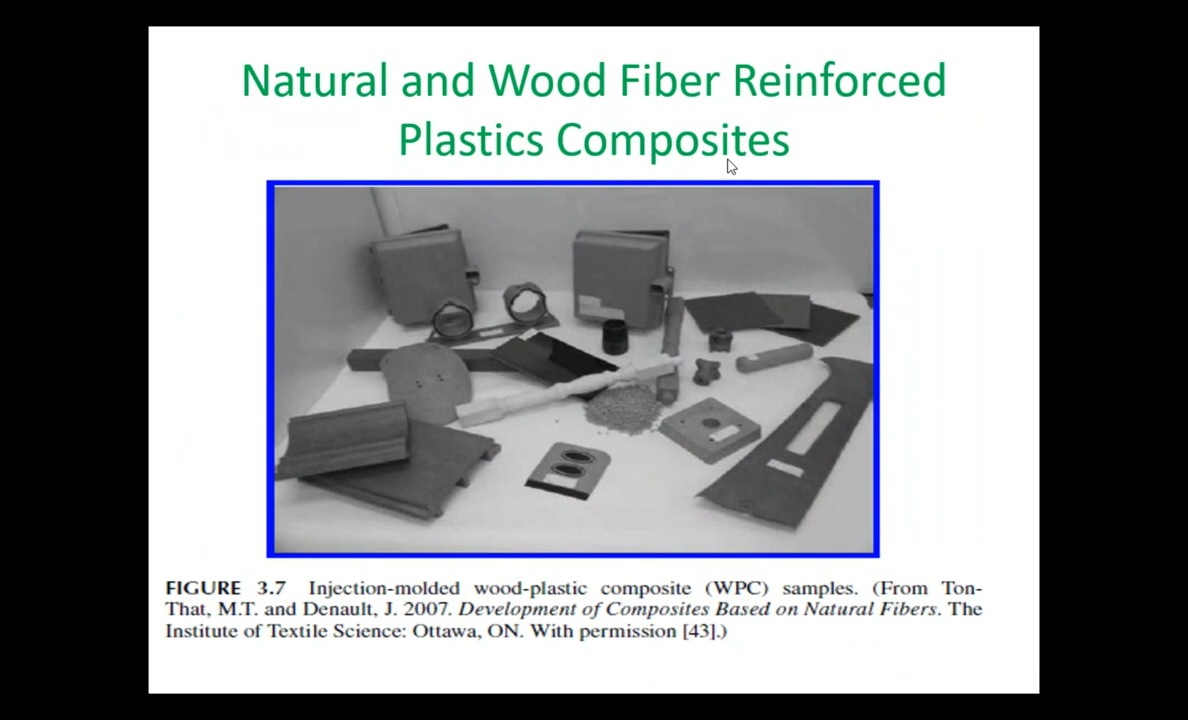 Natural and Wood Fiber Reinforced
Plastics Composites
FIGURE 3.7 Injection-molded wood-plastic composite (WPC) samples. (From Ton-
That, M.T. and Denault, J. 2007. Development of Composites Based on Natural Fibers. The
Institute of Textile Science: Ottawa, ON. With permission [43].)